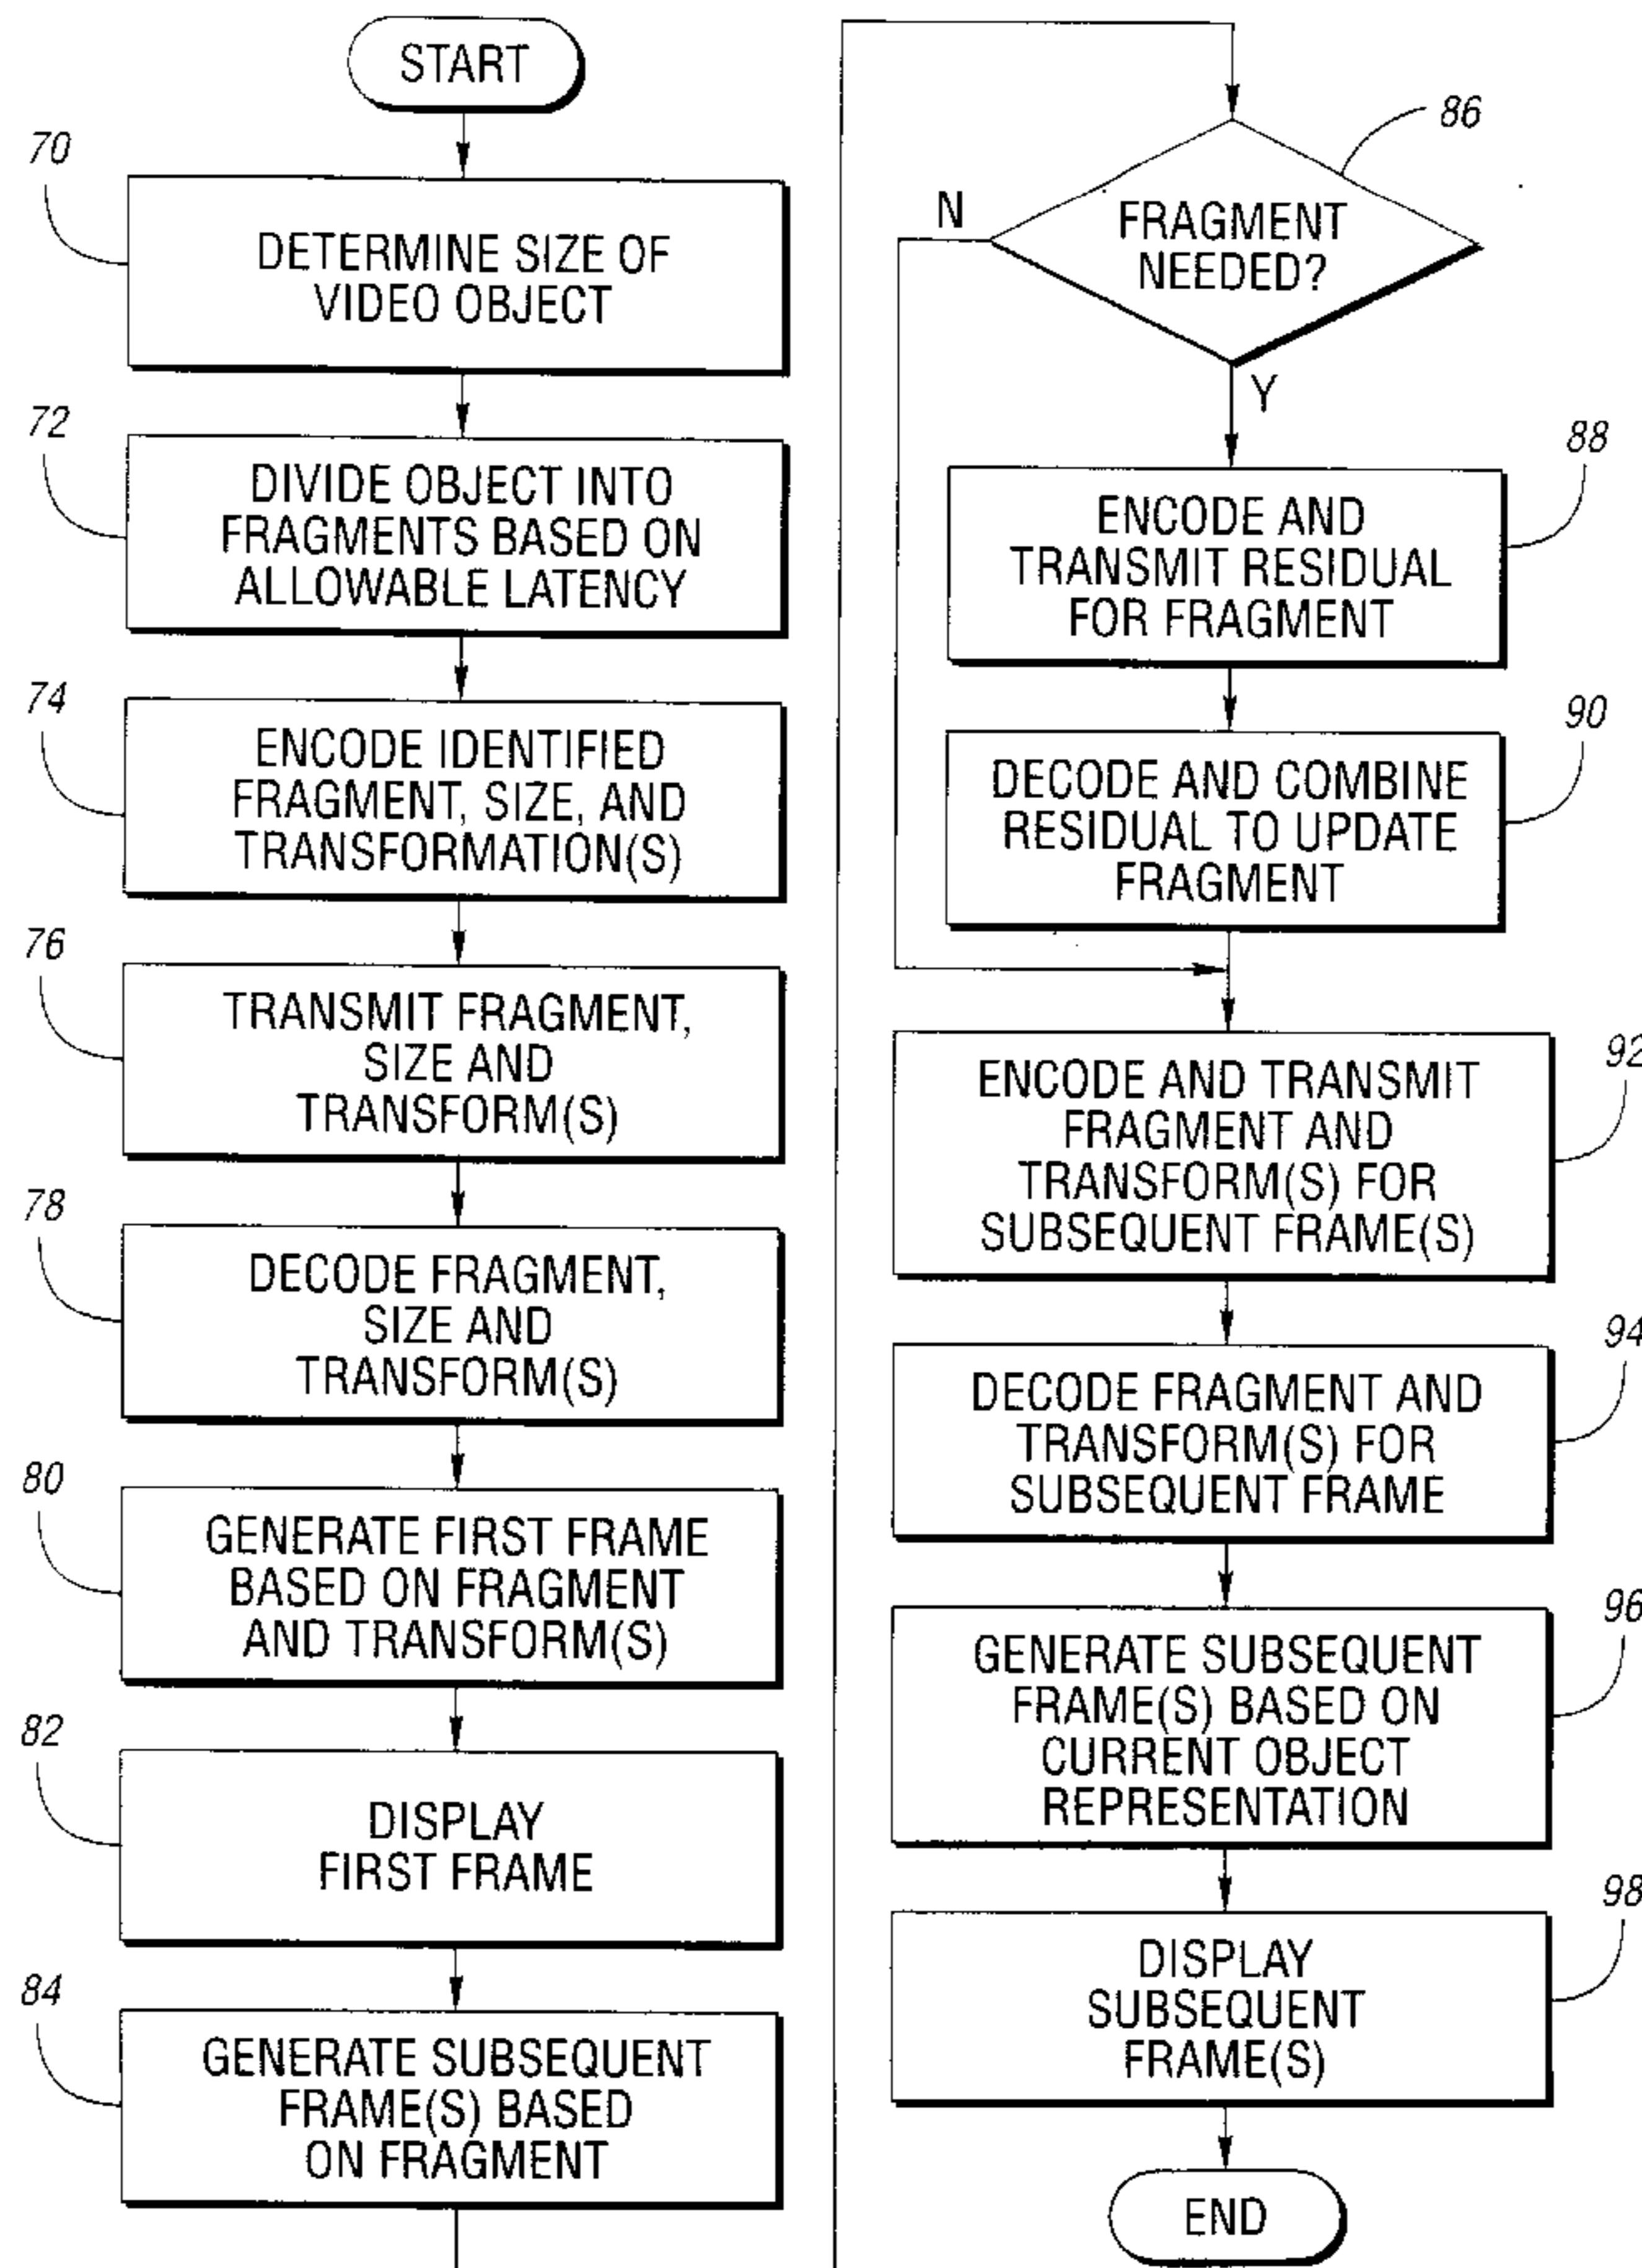 START
70
DETERMINE SIZE OF
VIDEO OBJECT
72
DIVIDE OBJECT INTO
FRAGMENTS BASED ON
ALLOWABLE LATENCY
74
ENCODE IDENTIFIED
FRAGMENT, SIZE, AND
TRANSFORMATION(S)
76
TRANSMIT FRAGMENT,
SIZE AND
TRANSFORM(S)
78
DECODE FRAGMENT,
SIZE AND
TRANSFORM(S)
80
GENERATE FIRST FRAME
BASED ON FRAGMENT
AND TRANSFORM(S)
82
DISPLAY
FIRST FRAME
84
GENERATE SUBSEQUENT
FRAME(S) BASED
ON FRAGMENT
86
N
FRAGMENT
NEEDED?
Y
88
ENCODE AND
TRANSMIT RESIDUAL
FOR FRAGMENT
90
DECODE AND COMBINE
RESIDUAL TO UPDATE
FRAGMENT
92
ENCODE AND TRANSMIT
FRAGMENT AND
TRANSFORM(S) FOR
SUBSEQUENT FRAME(S)
94
DECODE FRAGMENT AND
TRANSFORM(S) FOR
SUBSEQUENT FRAME
96
GENERATE SUBSEQUENT
FRAME(S) BASED ON
CURRENT OBJECT
REPRESENTATION
98
DISPLAY
SUBSEQUENT
FRAME(S)
END